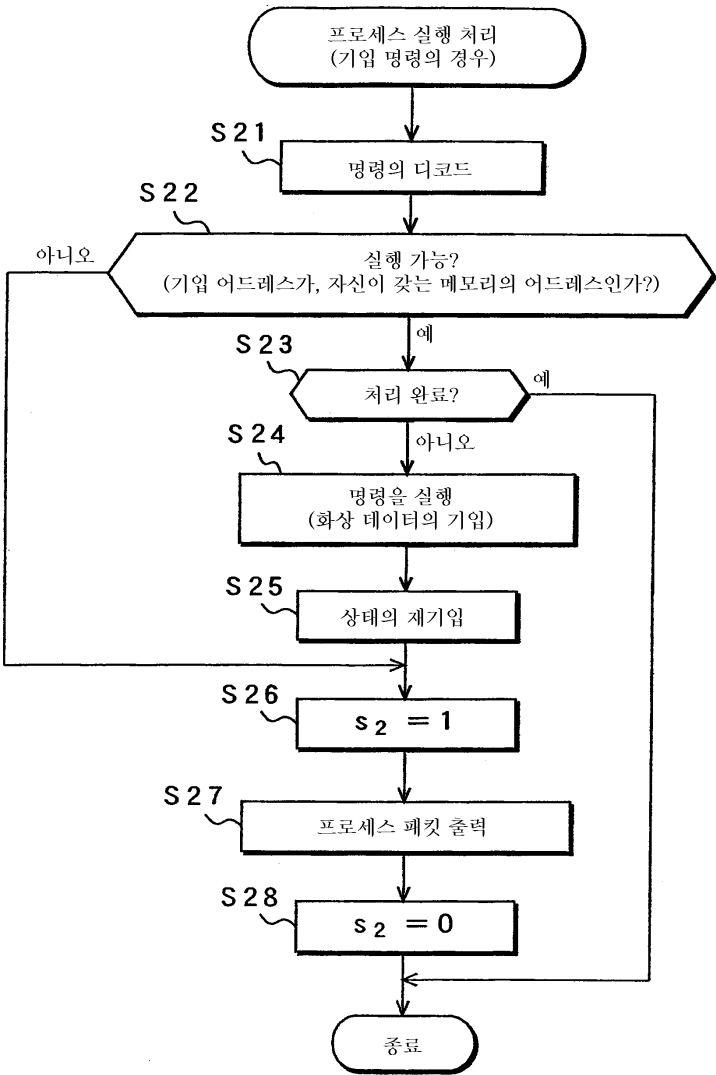 프로세스 실행 처리
(기입 명령의 경우)
S21
명령의 디코드
S22
아니오
실행 가능?
(기입 어드레스가, 자신이 갖는 메모리의 어드레스인가?)
예
S23
처리 완료?
예
아니오
S24
명령을 실행
(화상 데이터의 기입)
S25
상태의 재기입
S26
s₂ = 1
S27
프로세스 패킷 출력
S28
s₂ = 0
종료